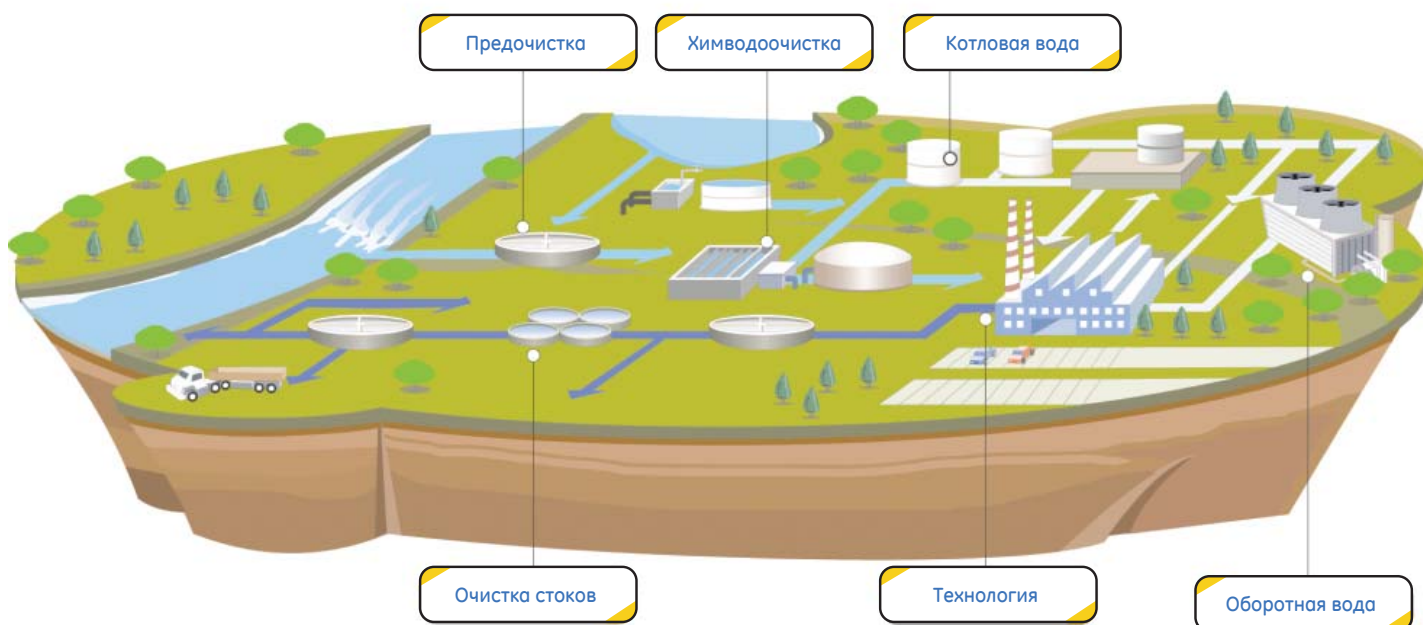 Предочистка
Химводоочистка
Котловая вода
Очистка стоков
Технология
Оборотная вода